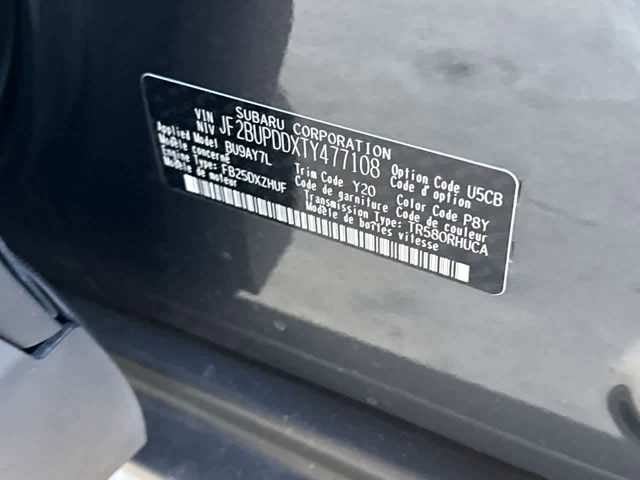 SUBARU CORPORATION
VIN
NIV JF2BUPDDXTY477108
Applied Model BU9AY7L Option Code U5CB
Modèle concerné Code d'option
Engine Model FB25DXZHUF Trim Code Y20 Color Code P8Y
Modèle de moteur Code de garniture Code de couleur
Transmission Type: TR580RHUCA
Modèle de boîtes vitesse